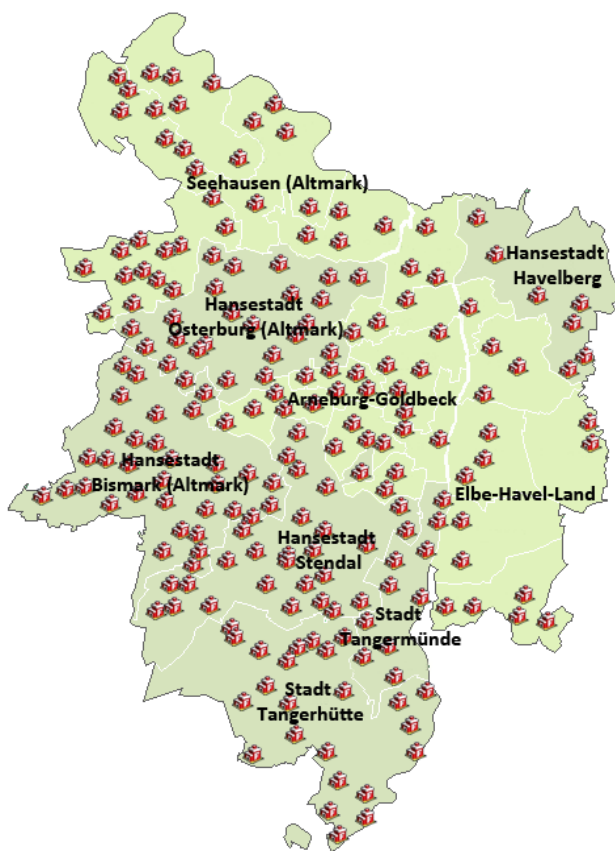 Seehausen (Altmark)
Hansestadt
Havelberg
Hansestadt
Osterburg (Altmark)
Arneburg-Goldbeck
Hansestadt
Bismark (Altmark)
Elbe-Havel-Land
Hansestadt
Stendal
Stadt
Tangermünde
Stadt
Tangerhütte